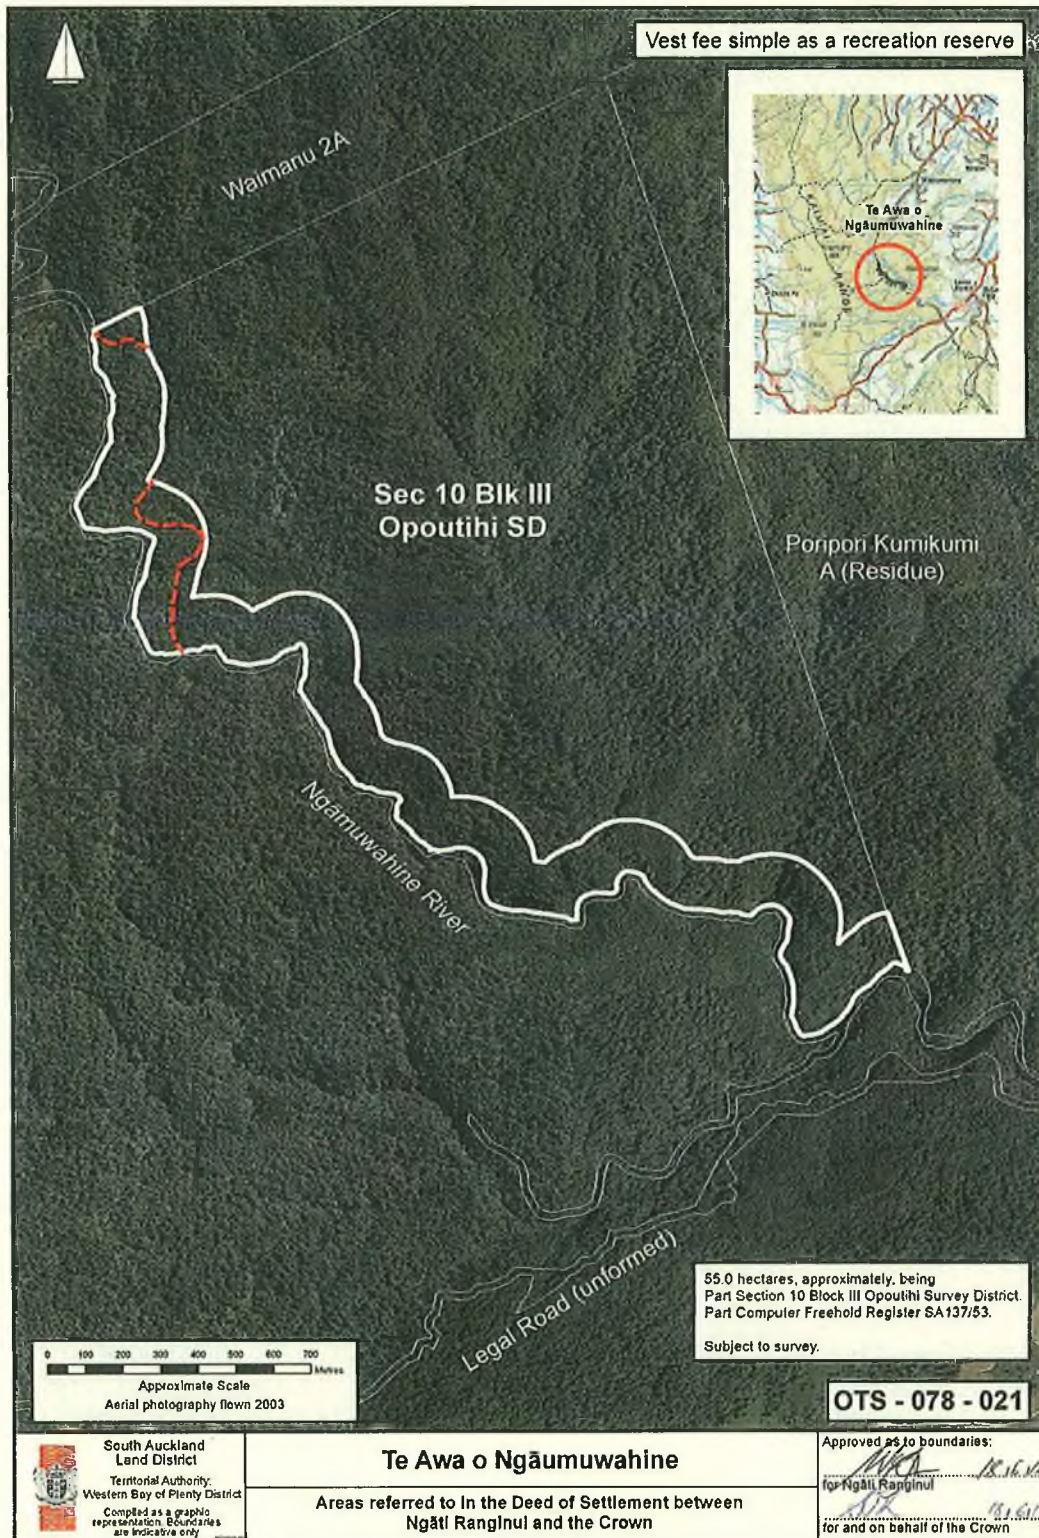 Vest fee simple as a recreation reserve
Te Awa o
Ngāumuwahine
KAIMAI
RANGE
Waimanu 2A
Sec 10 Blk III
Opoutihi SD
Poripori Kumikumi
A (Residue)
Ngāmuwahine River
Legal Road (unformed)
55.0 hectares, approximately, being
Part Section 10 Block III Opoutihi Survey District.
Part Computer Freehold Register SA137/53.
Subject to survey.
0 100 200 300 400 500 600 700
Metres
Approximate Scale
Aerial photography flown 2003
OTS - 078 - 021
South Auckland
Land District
Territorial Authority:
Western Bay of Plenty District
Compiled as a graphic
representation. Boundaries
are indicative only
Te Awa o Ngāumuwahine
Areas referred to in the Deed of Settlement between
Ngāti Ranginui and the Crown
Approved as to boundaries:
for Ngāti Ranginui
for and on behalf of the Crown